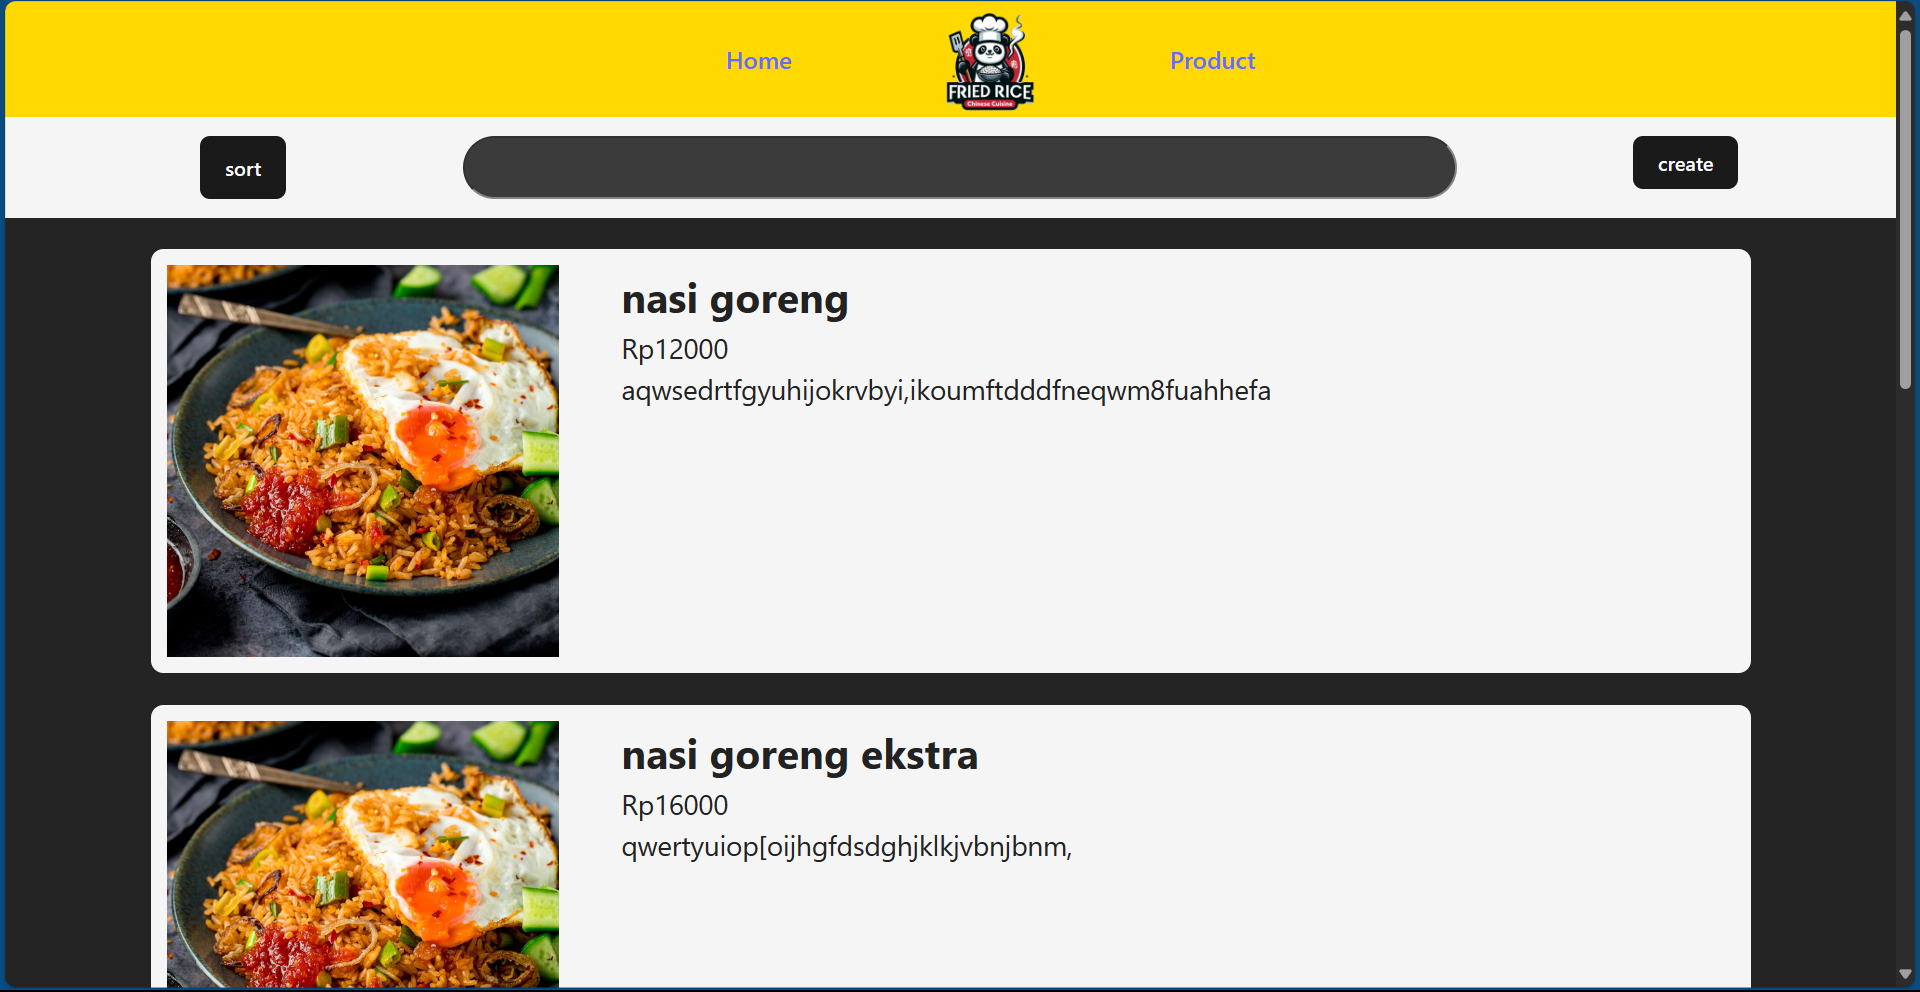 Home
FRIED RICE
Chinese Cuisine
Product
sort
create
nasi goreng
Rp12000
aqwsedrtfgyuhijokrvbyi,ikoumftdddfneqwm8fuahhefa
nasi goreng ekstra
Rp16000
qwertyuiop[oijhgfdsdghjklkjvbnjbnm,